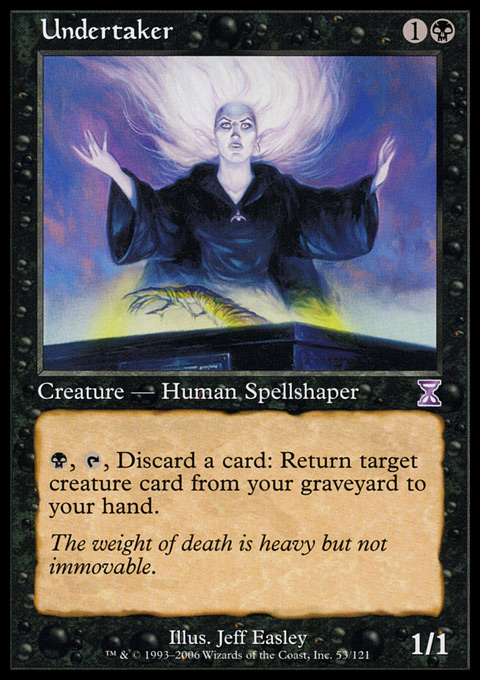 Undertaker 1
Creature — Human Spellshaper
, , Discard a card: Return target
creature card from your graveyard to
your hand.
The weight of death is heavy but not
immovable.
Illus. Jeff Easley
™ & © 1993–2006 Wizards of the Coast, Inc. 53/121
1/1